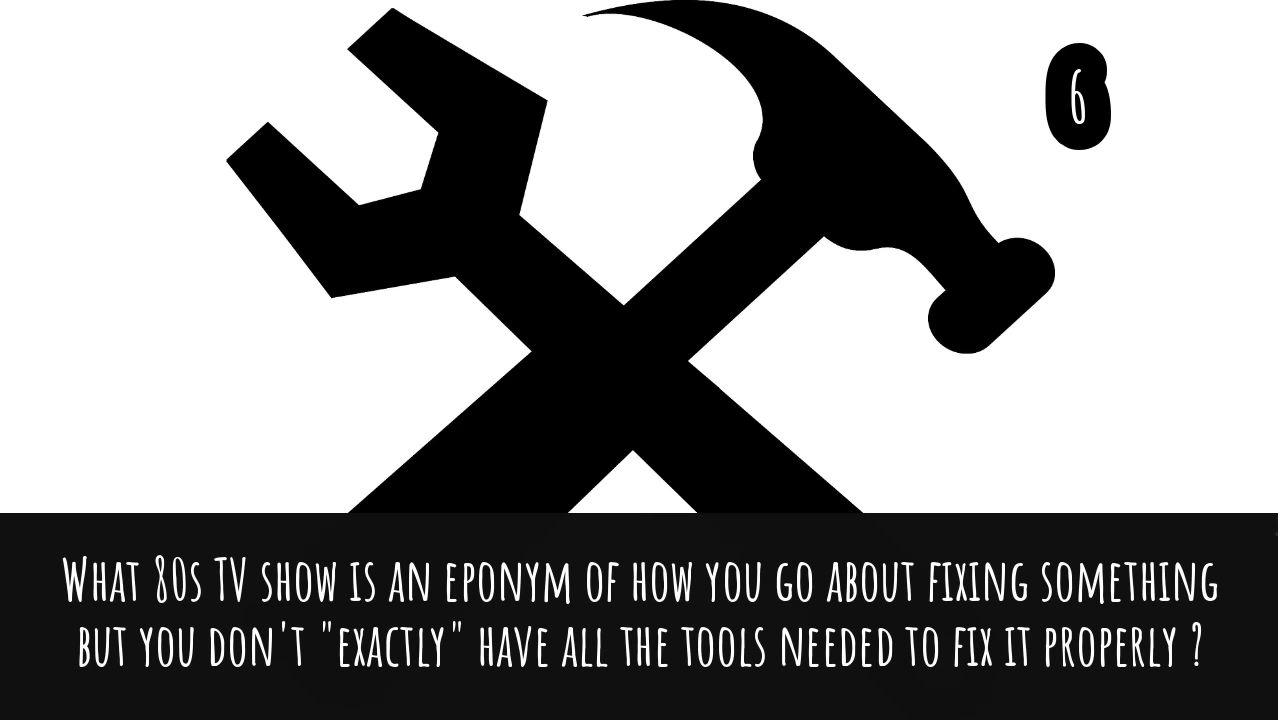 6
What 80s TV show is an eponym of how you go about fixing something
but you don't "exactly" have all the tools needed to fix it properly ?